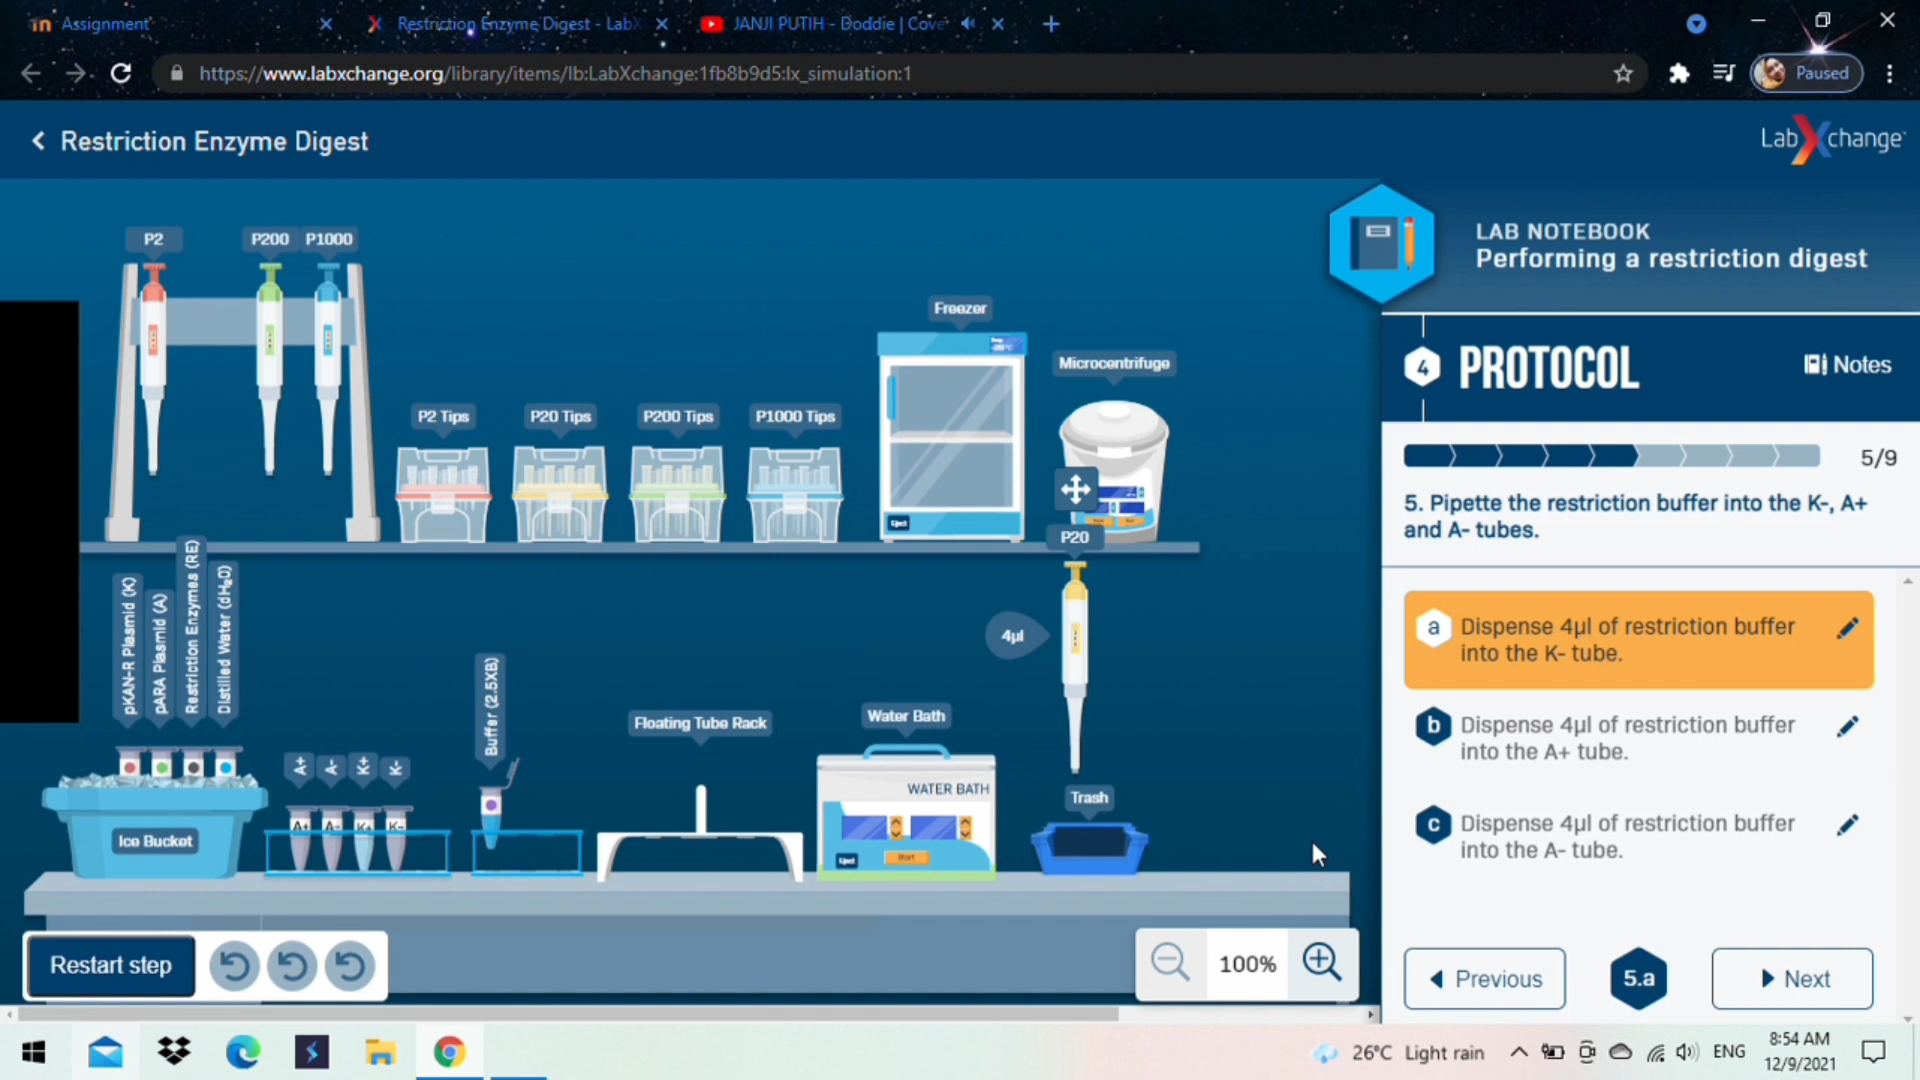 Assignment
Restriction Enzyme Digest - LabX
JANJI PUTIH - Doddie | Cove
https://www.labxchange.org/library/items/lb:LabXchange:1fb8b9d5:lx_simulation:1
Paused
Restriction Enzyme Digest
LabXchange
P2
P200
P1000
Freezer
Microcentrifuge
P2 Tips
P20 Tips
P200 Tips
P1000 Tips
Eject
P20
4µl
pKAN-R Plasmid (K)
pARA Plasmid (A)
Restriction Enzymes (RE)
Distilled Water (dH₂O)
Buffer (2.5XB)
Floating Tube Rack
Water Bath
WATER BATH
Trash
A+
A-
K+
K-
A+
A-
K+
K-
Ice Bucket
Eject
Start
Restart step
100%
LAB NOTEBOOK
Performing a restriction digest
4
PROTOCOL
Notes
5/9
5. Pipette the restriction buffer into the K-, A+
and A- tubes.
a
Dispense 4µl of restriction buffer
into the K- tube.
b
Dispense 4µl of restriction buffer
into the A+ tube.
c
Dispense 4µl of restriction buffer
into the A- tube.
Previous
5.a
Next
26°C Light rain
ENG
8:54 AM
12/9/2021